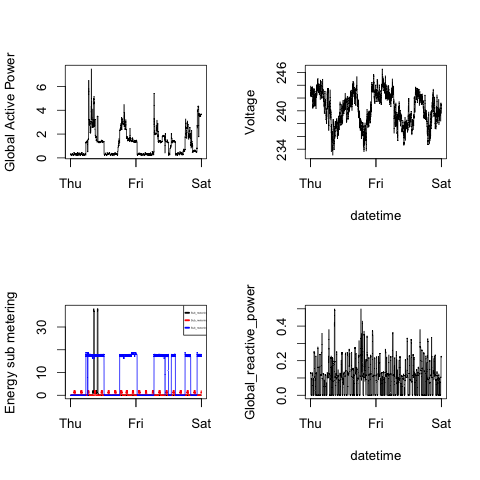 Global Active Power
6
4
2
0
Thu Fri Sat
Voltage
246
240
234
Thu Fri Sat
datetime
Energy sub metering
30
10
0
Thu Fri Sat
Global_reactive_power
0.4
0.2
0.0
Thu Fri Sat
datetime